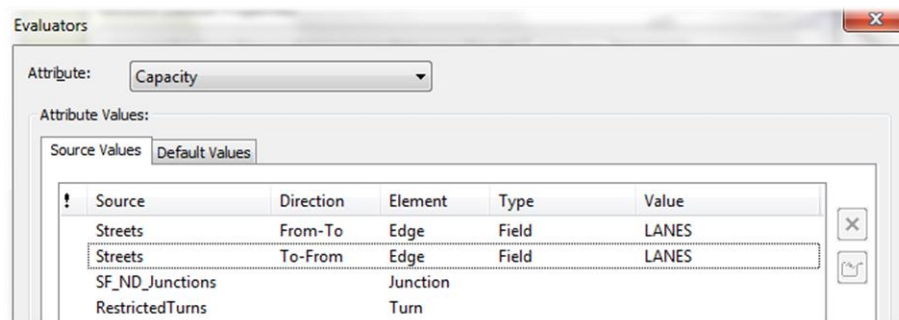 Evaluators
Attribute: Capacity
Attribute Values:
Source Values Default Values
! Source Direction Element Type Value
Streets From-To Edge Field LANES
Streets To-From Edge Field LANES
SF_ND_Junctions Junction
RestrictedTurns Turn